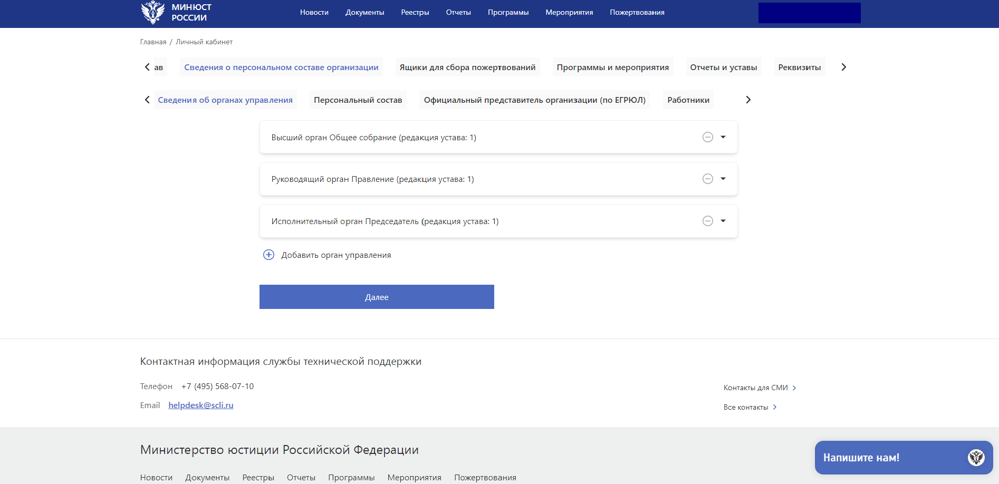 МИНЮСТ
РОССИИ
Новости Документы Реестры Отчеты Программы Мероприятия Пожертвования
Главная / Личный кабинет
ав Сведения о персональном составе организации Ящики для сбора пожертвований Программы и мероприятия Отчеты и уставы Реквизиты
Сведения об органах управления Персональный состав Официальный представитель организации (по ЕГРЮЛ) Работники
Высший орган Общее собрание (редакция устава: 1)
Руководящий орган Правление (редакция устава: 1)
Исполнительный орган Председатель (редакция устава: 1)
Добавить орган управления
Далее
Контактная информация службы технической поддержки
Телефон +7 (495) 568-07-10
Email helpdesk@scli.ru
Контакты для СМИ
Все контакты
Министерство юстиции Российской Федерации
Напишите нам!
Новости Документы Реестры Отчеты Программы Мероприятия Пожертвования